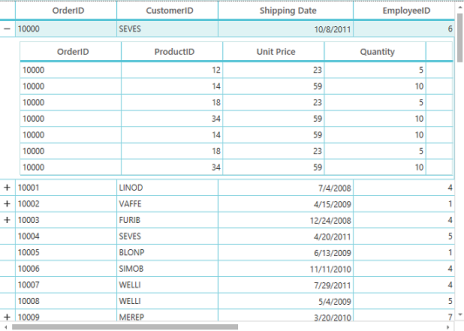 OrderID CustomerID Shipping Date EmployeeID
− 10000 SEVES 10/8/2011 6
OrderID ProductID Unit Price Quantity
10000 12 23 5
10000 14 59 10
10000 18 23 5
10000 34 59 10
10000 14 59 10
10000 18 23 5
10000 34 59 10
+ 10001 LINOD 7/4/2008 4
+ 10002 VAFFE 4/15/2009 1
+ 10003 FURIB 12/24/2008 4
10004 SEVES 4/20/2011 5
10005 BLONP 6/13/2009 1
10006 SIMOB 11/11/2010 4
10007 WELLI 7/29/2011 4
10008 WELLI 5/4/2009 5
+ 10009 MEREP 3/20/2010 7